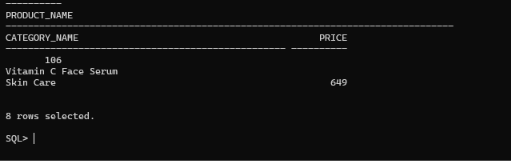 ----------
PRODUCT_NAME
--------------------------------------------------------------------------------
CATEGORY_NAME                                           PRICE
-------------------------------------------------- ----------
       106
Vitamin C Face Serum
Skin Care                                                 649
8 rows selected.
SQL>